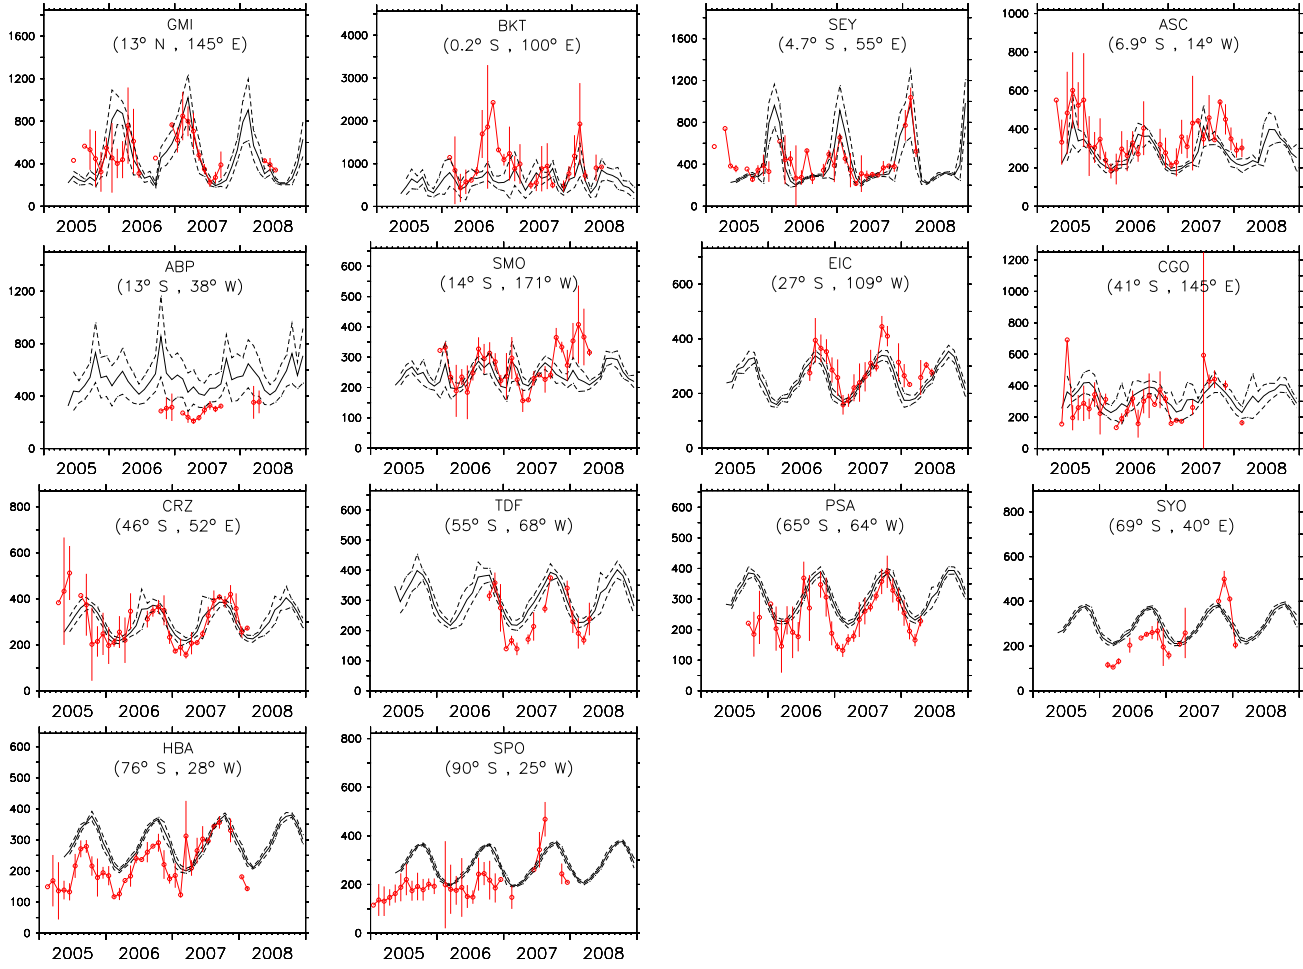 GMI
(13° N , 145° E)
1600
1200
800
400
0
2005 2006 2007 2008
BKT
(0.2° S , 100° E)
4000
3000
2000
1000
0
2005 2006 2007 2008
SEY
(4.7° S , 55° E)
1600
1200
800
400
0
2005 2006 2007 2008
ASC
(6.9° S , 14° W)
1000
800
600
400
200
0
2005 2006 2007 2008
ABP
(13° S , 38° W)
1200
800
400
0
2005 2006 2007 2008
SMO
(14° S , 171° W)
600
500
400
300
200
100
0
2005 2006 2007 2008
EIC
(27° S , 109° W)
600
400
200
0
2005 2006 2007 2008
CGO
(41° S , 145° E)
1200
1000
800
600
400
200
0
2005 2006 2007 2008
CRZ
(46° S , 52° E)
800
600
400
200
0
2005 2006 2007 2008
TDF
(55° S , 68° W)
600
500
400
300
200
100
0
2005 2006 2007 2008
PSA
(65° S , 64° W)
600
500
400
300
200
100
0
2005 2006 2007 2008
SYO
(69° S , 40° E)
800
600
400
200
0
2005 2006 2007 2008
HBA
(76° S , 28° W)
600
500
400
300
200
100
0
2005 2006 2007 2008
SPO
(90° S , 25° W)
800
600
400
200
0
2005 2006 2007 2008